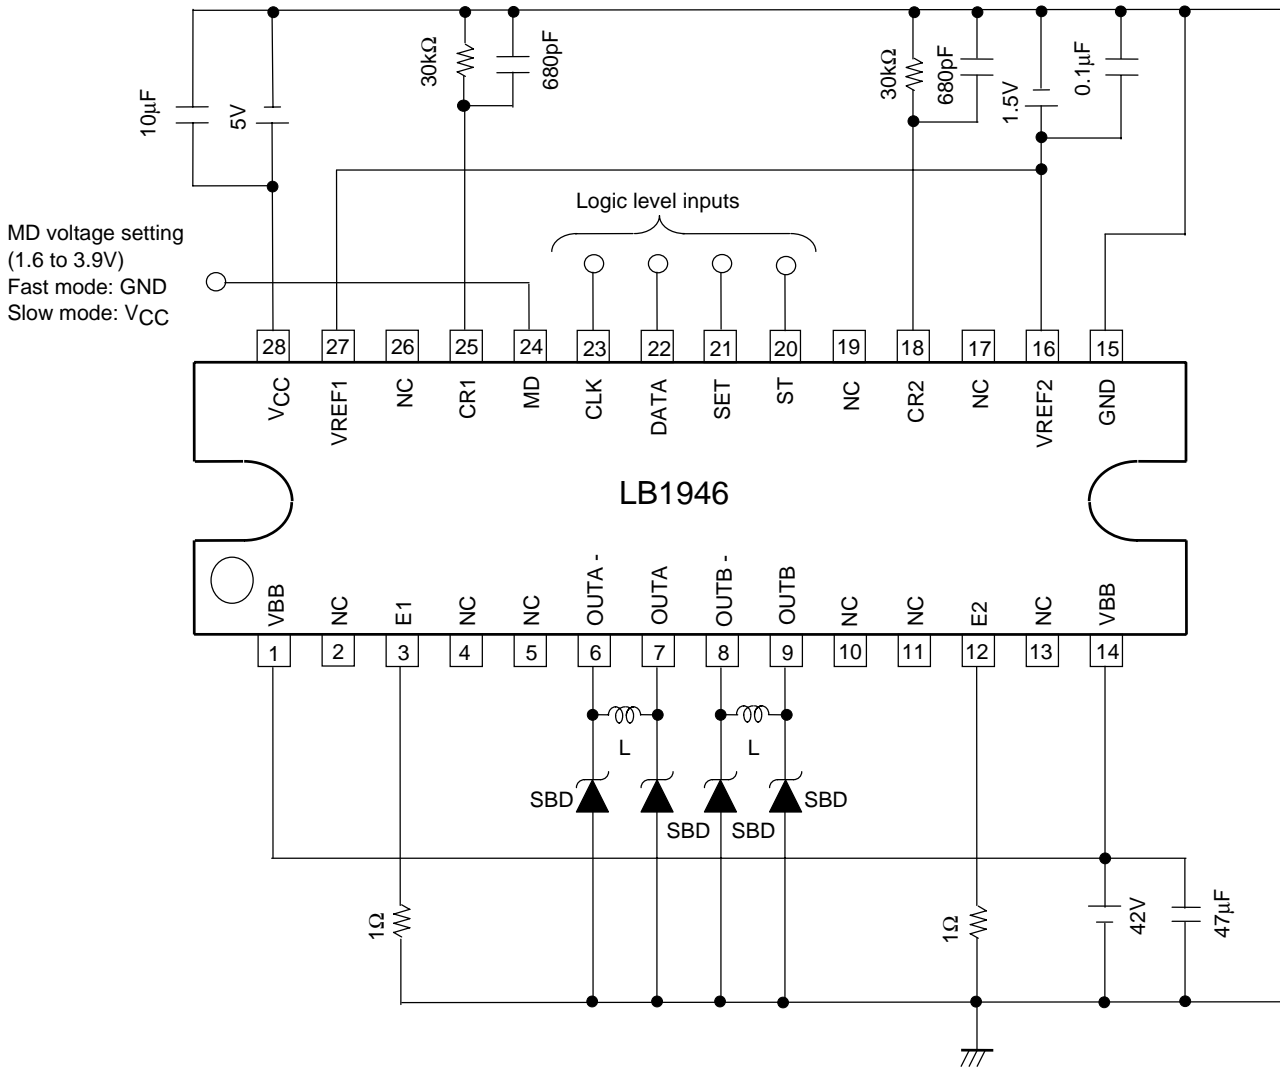 10µF
5V
30kΩ
680pF
30kΩ
680pF
1.5V
0.1µF
Logic level inputs
MD voltage setting
(1.6 to 3.9V)
Fast mode: GND
Slow mode: VCC
28
27
26
25
24
23
22
21
20
19
18
17
16
15
VCC
VREF1
NC
CR1
MD
CLK
DATA
SET
ST
NC
CR2
NC
VREF2
GND
LB1946
VBB
NC
E1
NC
NC
OUTA -
OUTA
OUTB -
OUTB
NC
NC
E2
NC
VBB
1
2
3
4
5
6
7
8
9
10
11
12
13
14
L
L
SBD
SBD
SBD
SBD
1Ω
1Ω
42V
47µF